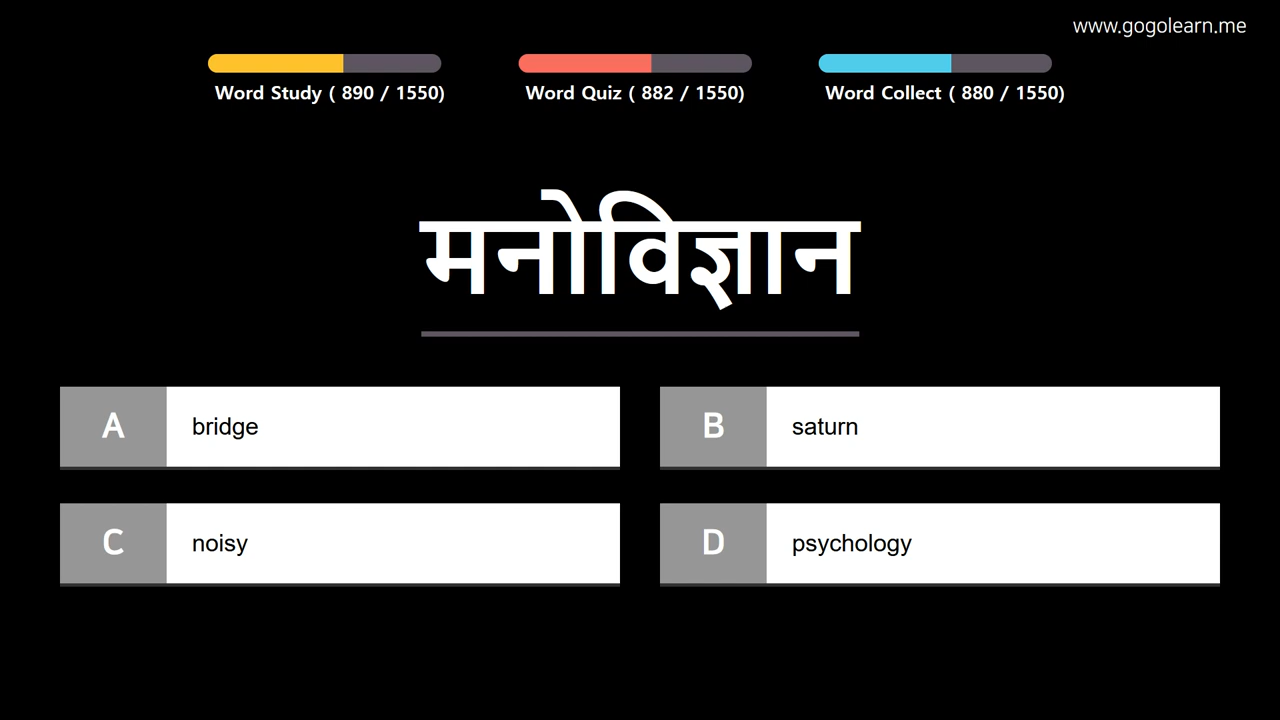 www.gogolearn.me
Word Study ( 890 / 1550)
Word Quiz ( 882 / 1550)
Word Collect ( 880 / 1550)
मनोविज्ञान
A bridge
B saturn
C noisy
D psychology